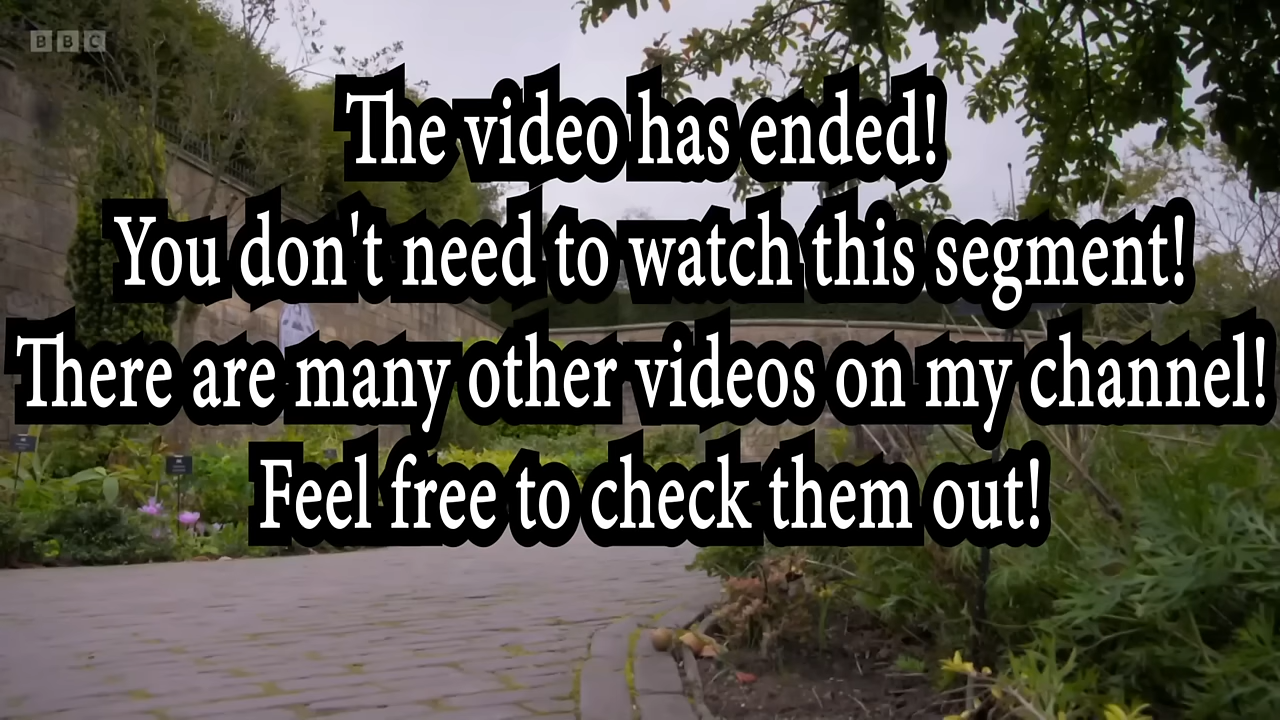 BBC
The video has ended!
You don't need to watch this segment!
There are many other videos on my channel!
Feel free to check them out!